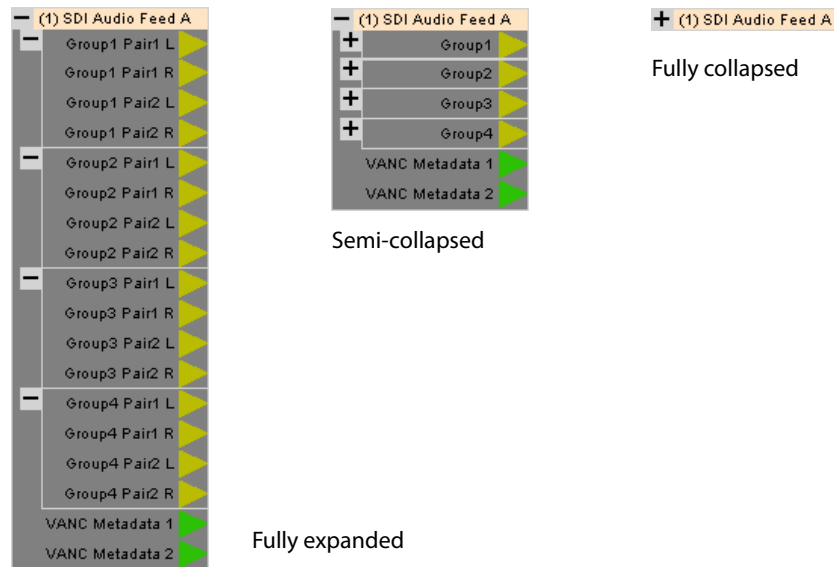 (1) SDI Audio Feed A
Group1 Pair1 L
Group1 Pair1 R
Group1 Pair2 L
Group1 Pair2 R
Group2 Pair1 L
Group2 Pair1 R
Group2 Pair2 L
Group2 Pair2 R
Group3 Pair1 L
Group3 Pair1 R
Group3 Pair2 L
Group3 Pair2 R
Group4 Pair1 L
Group4 Pair1 R
Group4 Pair2 L
Group4 Pair2 R
VANC Metadata 1
VANC Metadata 2
Fully expanded
(1) SDI Audio Feed A
Group1
Group2
Group3
Group4
VANC Metadata 1
VANC Metadata 2
Semi-collapsed
(1) SDI Audio Feed A
Fully collapsed